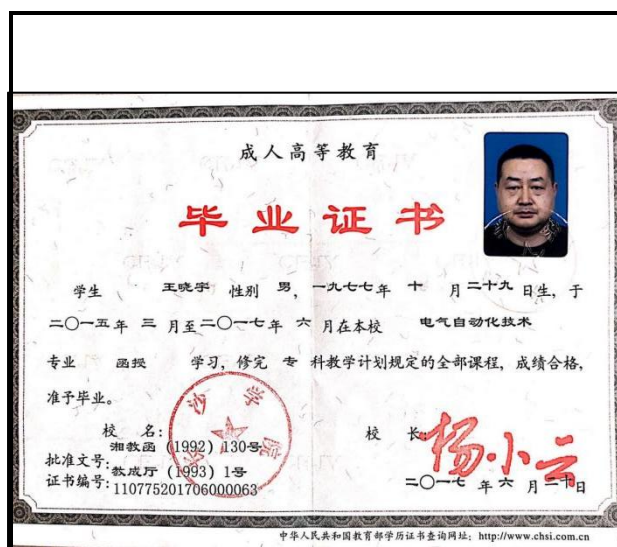 成人高等教育
毕业证书
学生 王晓宇 性别 男，一九七七年 十 月二十九日生，于
二〇一五年 三 月至二〇一七年 六 月在本校 电气自动化技术
专业 函授 学习，修完 专 科教学计划规定的全部课程，成绩合格，
准予毕业。
校 名： 校 长
长沙学院
湘教函（1992）130号
批准文号：教成厅（1993）1号
证书编号：110775201706000063
杨小云
二〇一七 年 六 月 二十日
中华人民共和国教育部学历证书查询网址：http://www.chsi.com.cn